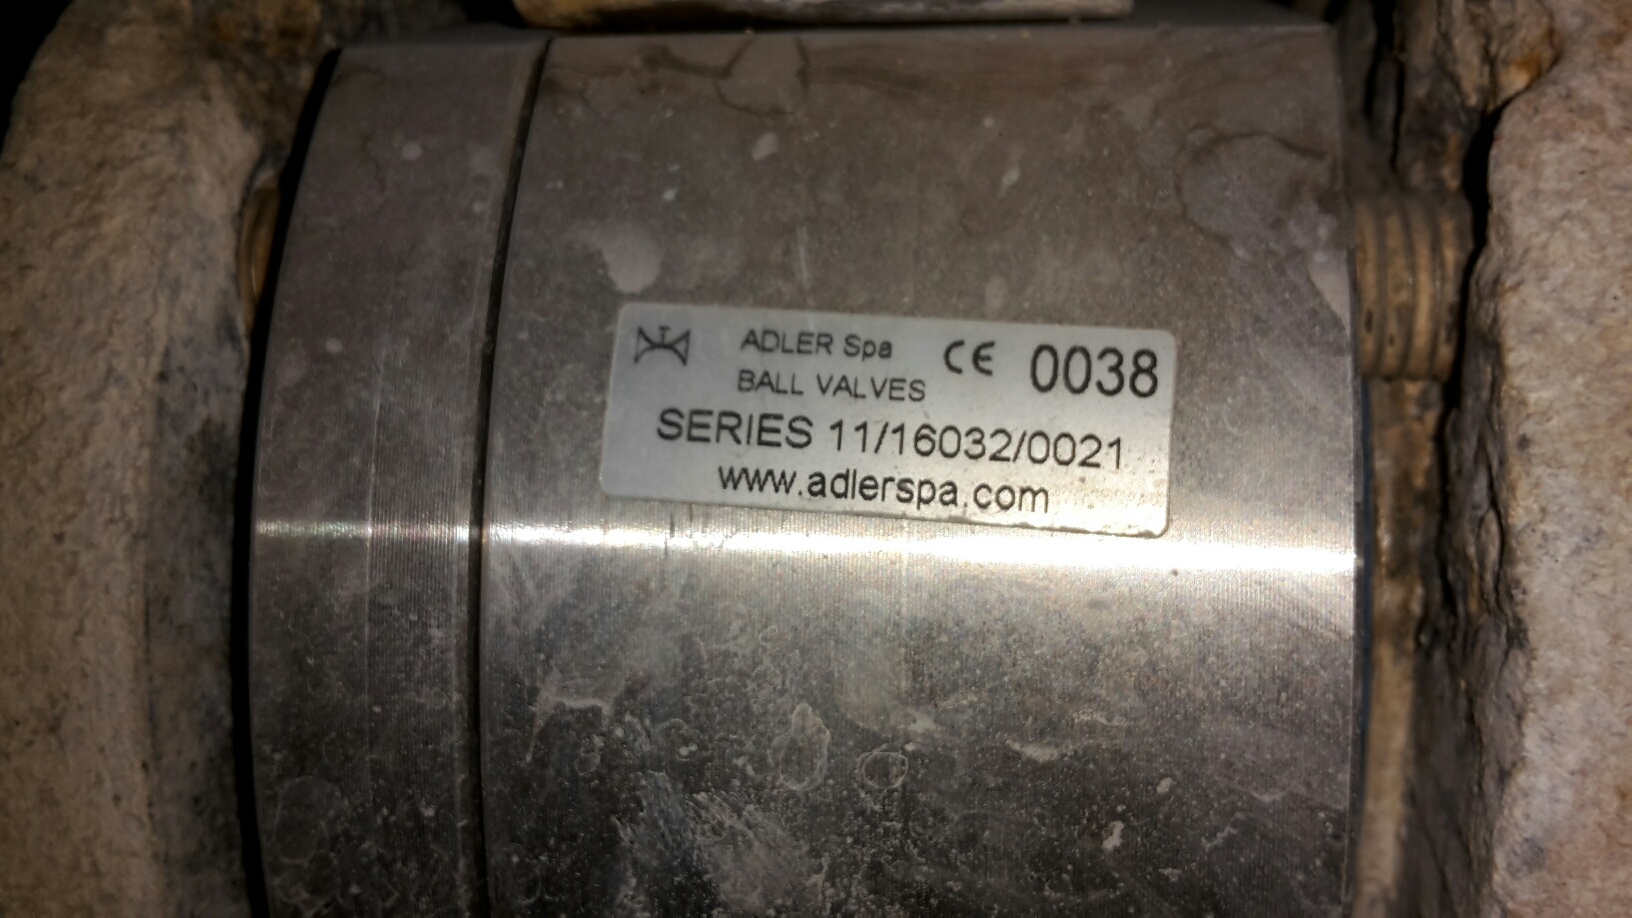 ADLER Spa CE 0038
BALL VALVES
SERIES 11/16032/0021
www.adlerspa.com